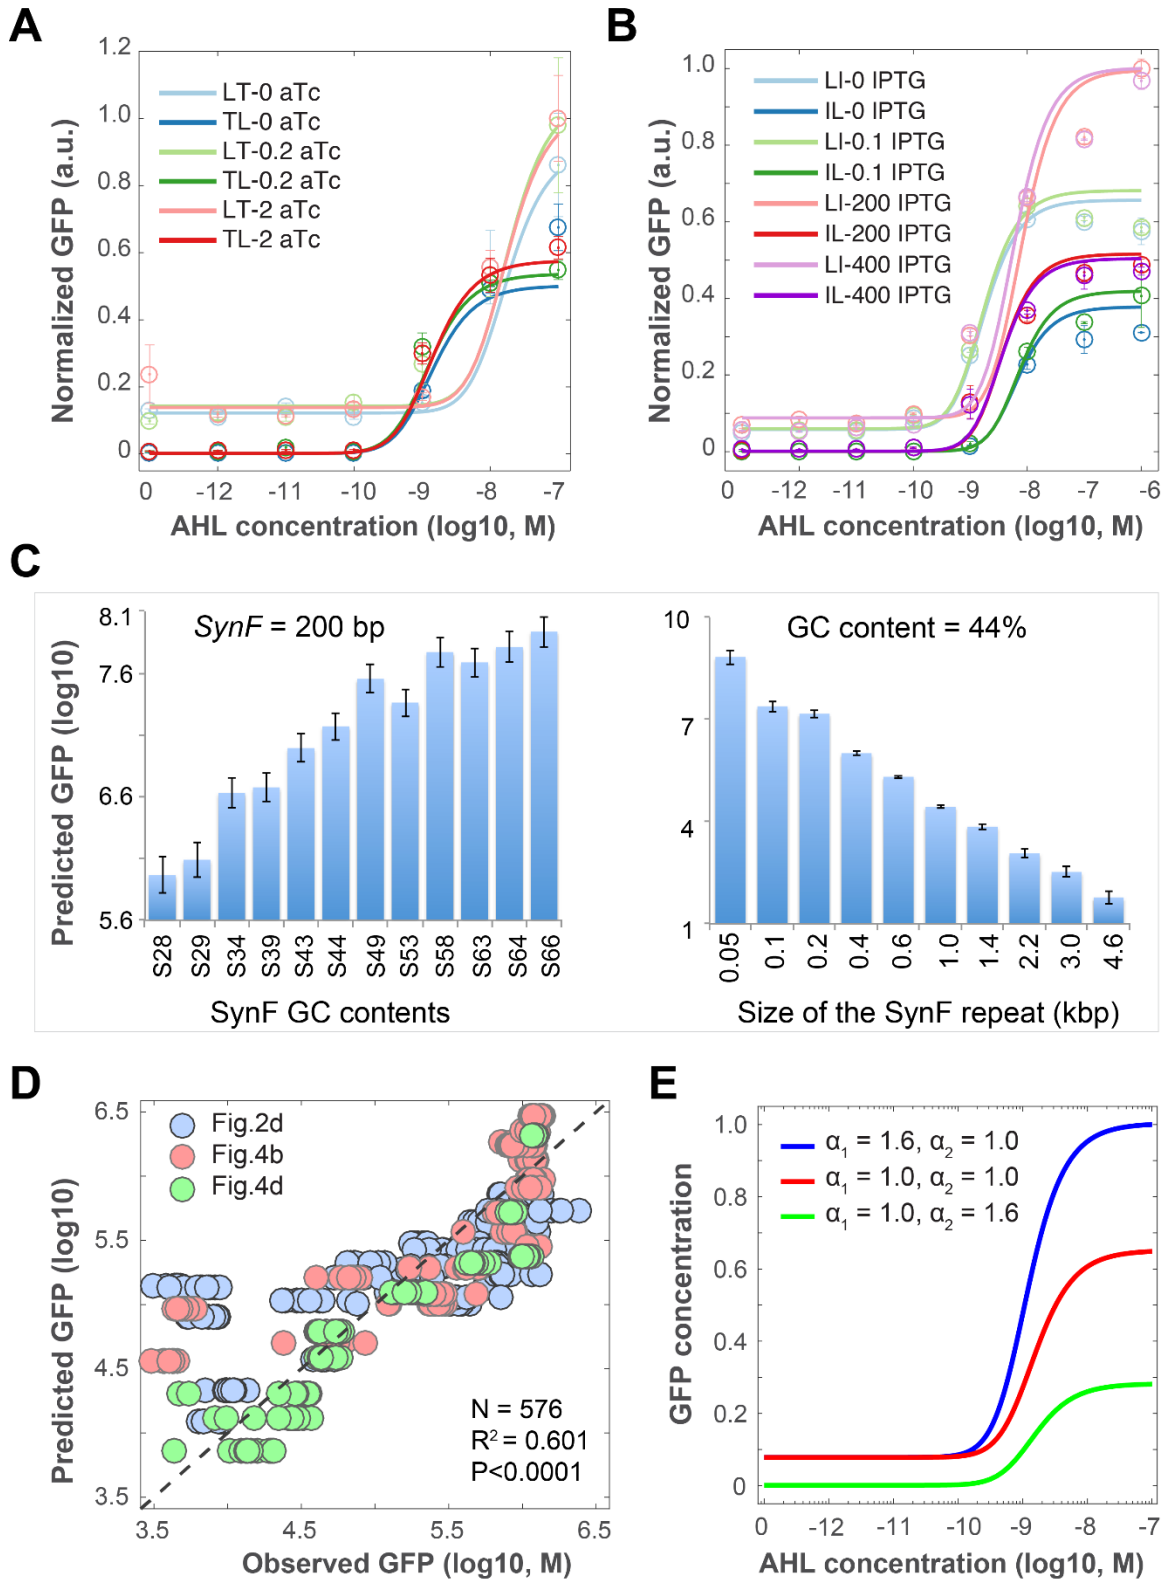 A
Normalized GFP (a.u.)
1.2
1.0
0.8
0.6
0.4
0.2
0
LT-0 aTc
TL-0 aTc
LT-0.2 aTc
TL-0.2 aTc
LT-2 aTc
TL-2 aTc
0 -12 -11 -10 -9 -8 -7
AHL concentration (log10, M)
B
Normalized GFP (a.u.)
1.0
0.8
0.6
0.4
0.2
0
LI-0 IPTG
IL-0 IPTG
LI-0.1 IPTG
IL-0.1 IPTG
LI-200 IPTG
IL-200 IPTG
LI-400 IPTG
IL-400 IPTG
0 -12 -11 -10 -9 -8 -7 -6
AHL concentration (log10, M)
C
Predicted GFP (log10)
8.1
7.6
6.6
5.6
SynF = 200 bp
S28 S29 S34 S39 S43 S44 S49 S53 S58 S63 S64 S66
SynF GC contents
10
7
4
1
GC content = 44%
0.05 0.1 0.2 0.4 0.6 1.0 1.4 2.2 3.0 4.6
Size of the SynF repeat (kbp)
D
Predicted GFP (log10)
6.5
5.5
4.5
3.5
Fig.2d
Fig.4b
Fig.4d
N = 576
R² = 0.601
P<0.0001
3.5 4.5 5.5 6.5
Observed GFP (log10, M)
E
GFP concentration
1.0
0.8
0.6
0.4
0.2
0
α₁ = 1.6, α₂ = 1.0
α₁ = 1.0, α₂ = 1.0
α₁ = 1.0, α₂ = 1.6
0 -12 -11 -10 -9 -8 -7
AHL concentration (log10, M)